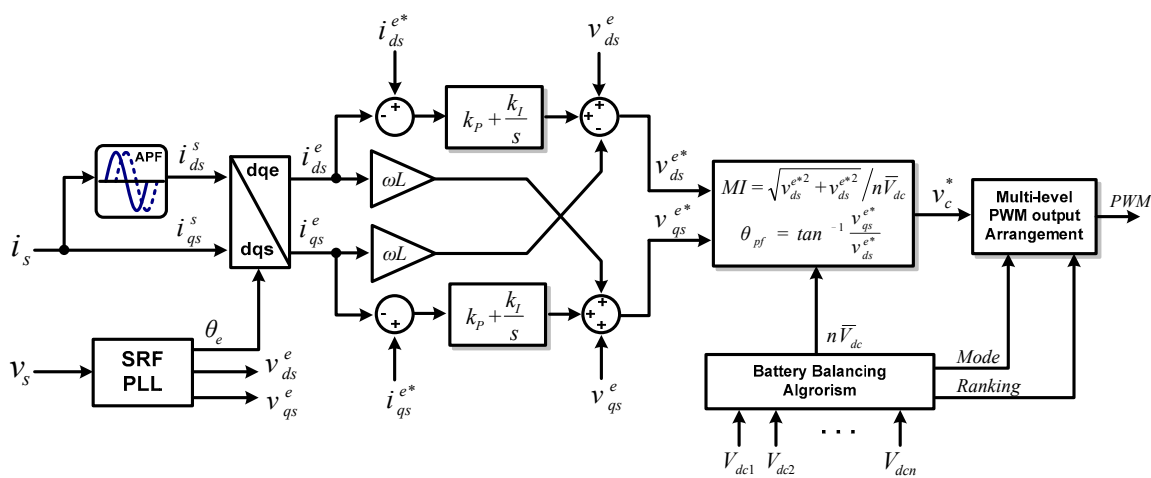 i_ds^e*
v_ds^e
k_P + k_I/s
APF
i_ds^s
dqe
i_ds^e
ωL
v_ds^e*
MI = √(v_ds^e*2 + v_ds^e*2) / nV̅_dc
v_c^*
Multi-level
PWM output
Arrangement
PWM
i_s
i_qs^s
dqs
i_qs^e
ωL
v_qs^e*
θ_pf = tan^-1 v_qs^e*/v_ds^e*
k_P + k_I/s
θ_e
v_s
SRF
PLL
v_ds^e
v_qs^e
i_qs^e*
v_qs^e
nV̅_dc
Battery Balancing
Algrorism
Mode
Ranking
V_dc1 V_dc2 ... V_dcn